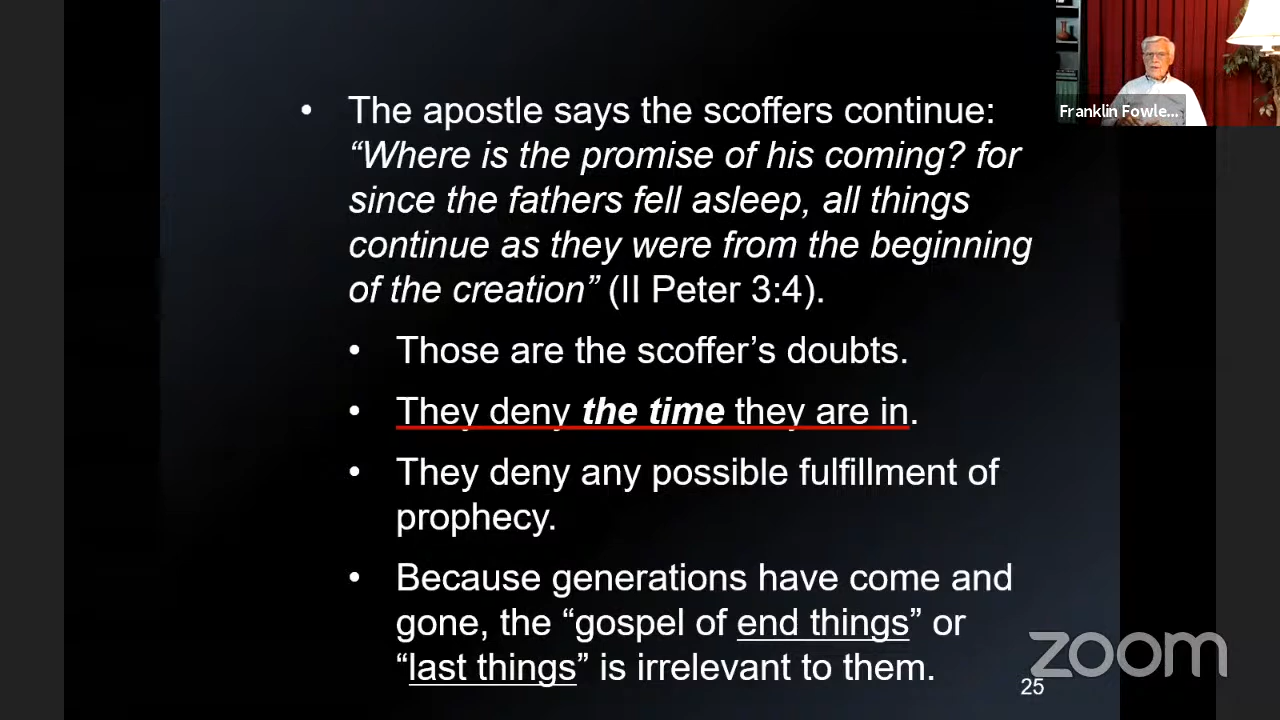 Franklin Fowle...
• The apostle says the scoffers continue:
“Where is the promise of his coming? for
since the fathers fell asleep, all things
continue as they were from the beginning
of the creation” (II Peter 3:4).
• Those are the scoffer’s doubts.
• They deny the time they are in.
• They deny any possible fulfillment of
prophecy.
• Because generations have come and
gone, the “gospel of end things” or
“last things” is irrelevant to them.
zoom
25